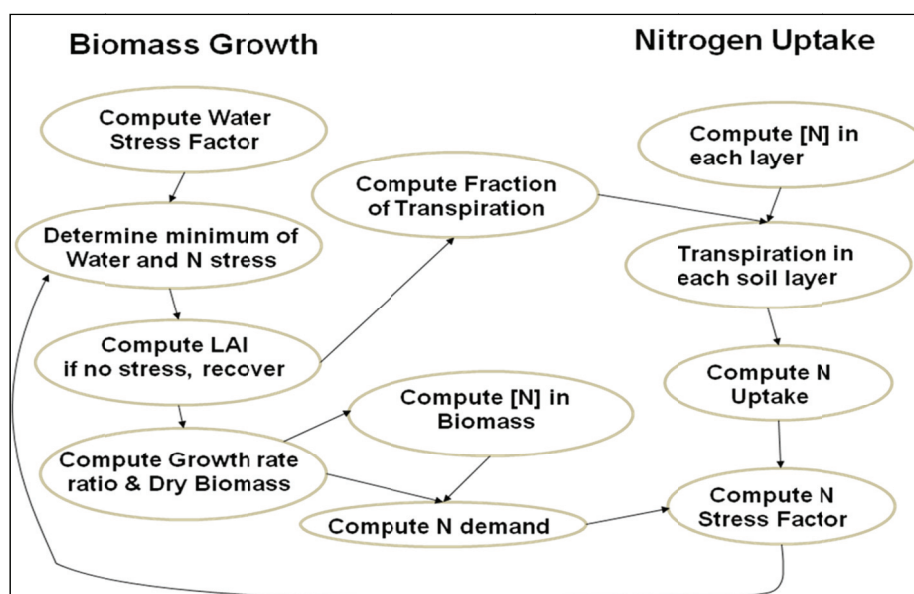 Biomass Growth
Nitrogen Uptake
Compute Water
Stress Factor
Compute [N] in
each layer
Compute Fraction
of Transpiration
Determine minimum of
Water and N stress
Transpiration in
each soil layer
Compute LAI
if no stress, recover
Compute N
Uptake
Compute [N] in
Biomass
Compute Growth rate
ratio & Dry Biomass
Compute N demand
Compute N
Stress Factor